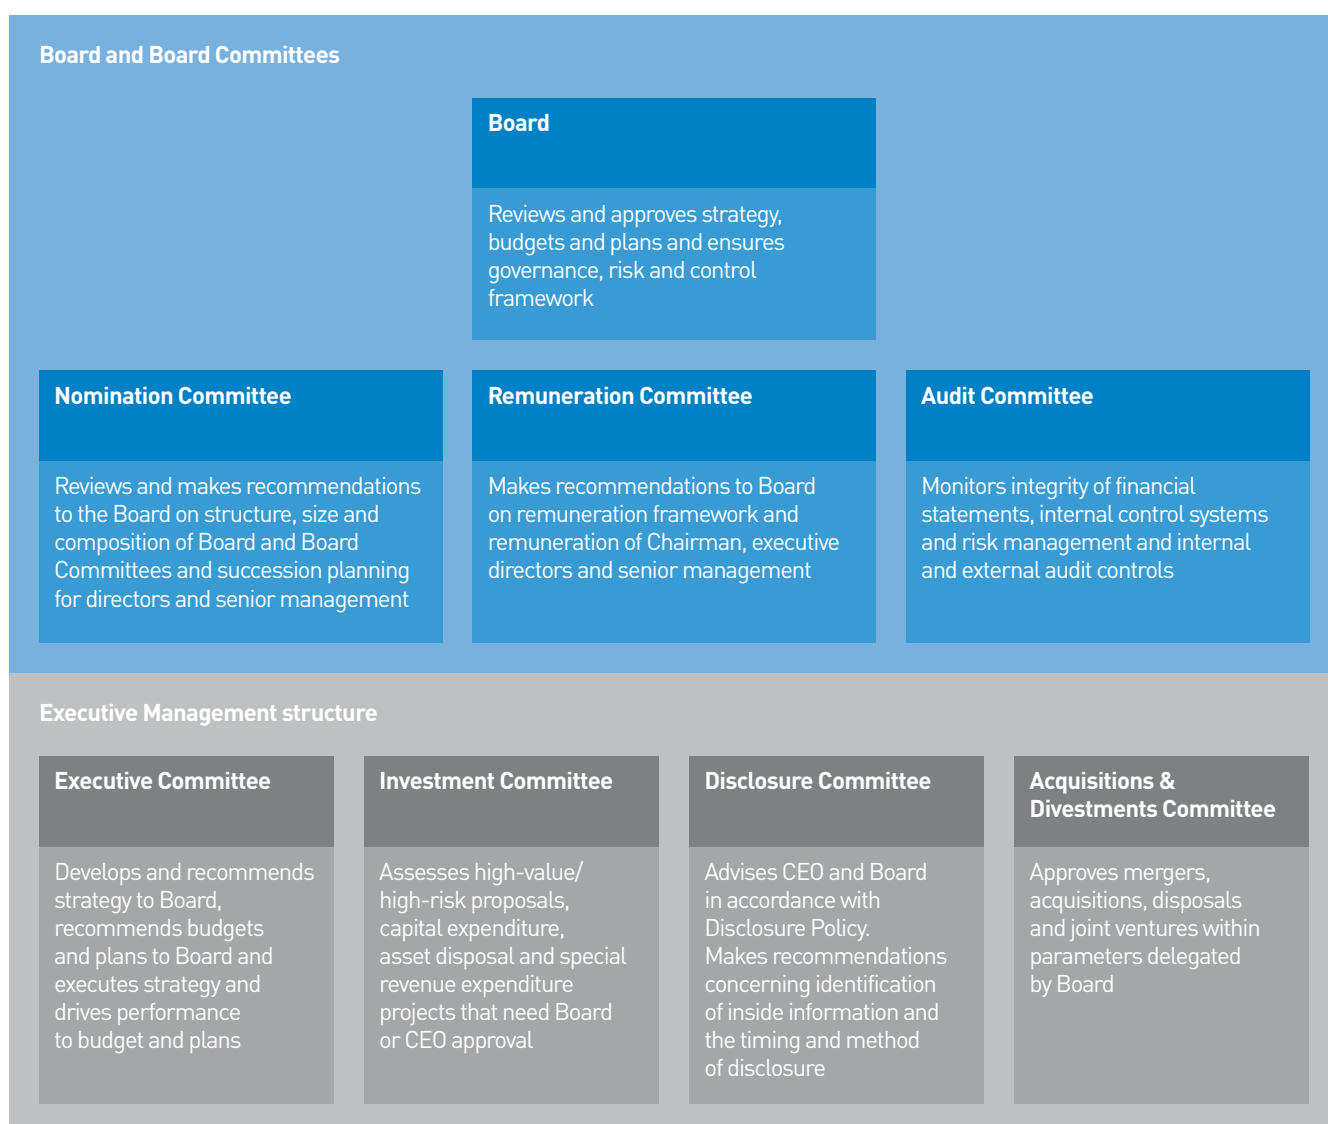 Board and Board Committees
Board
Reviews and approves strategy,
budgets and plans and ensures
governance, risk and control
framework
Nomination Committee
Reviews and makes recommendations
to the Board on structure, size and
composition of Board and Board
Committees and succession planning
for directors and senior management
Remuneration Committee
Makes recommendations to Board
on remuneration framework and
remuneration of Chairman, executive
directors and senior management
Audit Committee
Monitors integrity of financial
statements, internal control systems
and risk management and internal
and external audit controls
Executive Management structure
Executive Committee
Develops and recommends
strategy to Board,
recommends budgets
and plans to Board and
executes strategy and
drives performance
to budget and plans
Investment Committee
Assesses high-value/
high-risk proposals,
capital expenditure,
asset disposal and special
revenue expenditure
projects that need Board
or CEO approval
Disclosure Committee
Advises CEO and Board
in accordance with
Disclosure Policy.
Makes recommendations
concerning identification
of inside information and
the timing and method
of disclosure
Acquisitions &
Divestments Committee
Approves mergers,
acquisitions, disposals
and joint ventures within
parameters delegated
by Board